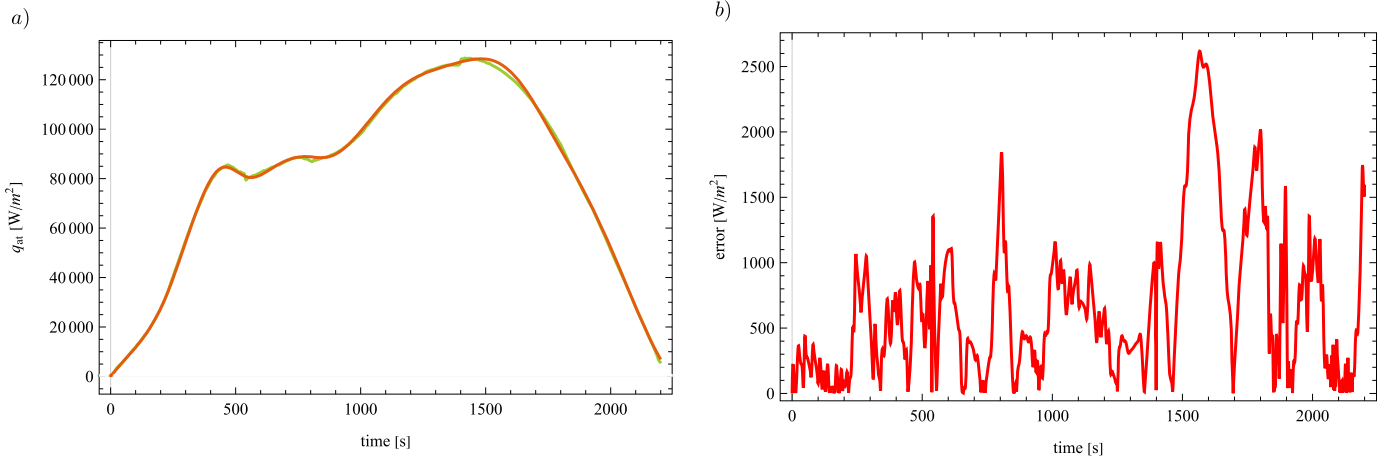 a)
120 000
100 000
80 000
60 000
40 000
20 000
0
q_at [W/m²]
0 500 1000 1500 2000
time [s]
b)
2500
2000
1500
1000
500
0
error [W/m²]
0 500 1000 1500 2000
time [s]